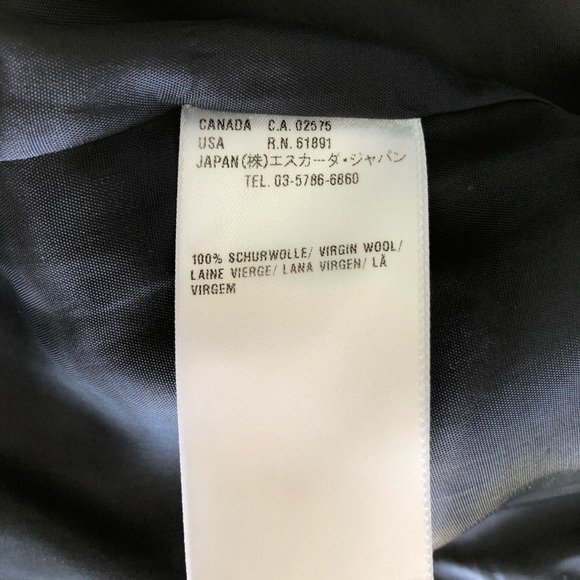 CANADA C.A. 02575
USA R.N. 61891
JAPAN(株)エスカーダ・ジャパン
TEL. 03-5786-6860
100% SCHURWOLLE/ VIRGIN WOOL/
LAINE VIERGE/ LANA VIRGEN/ LÃ
VIRGEM